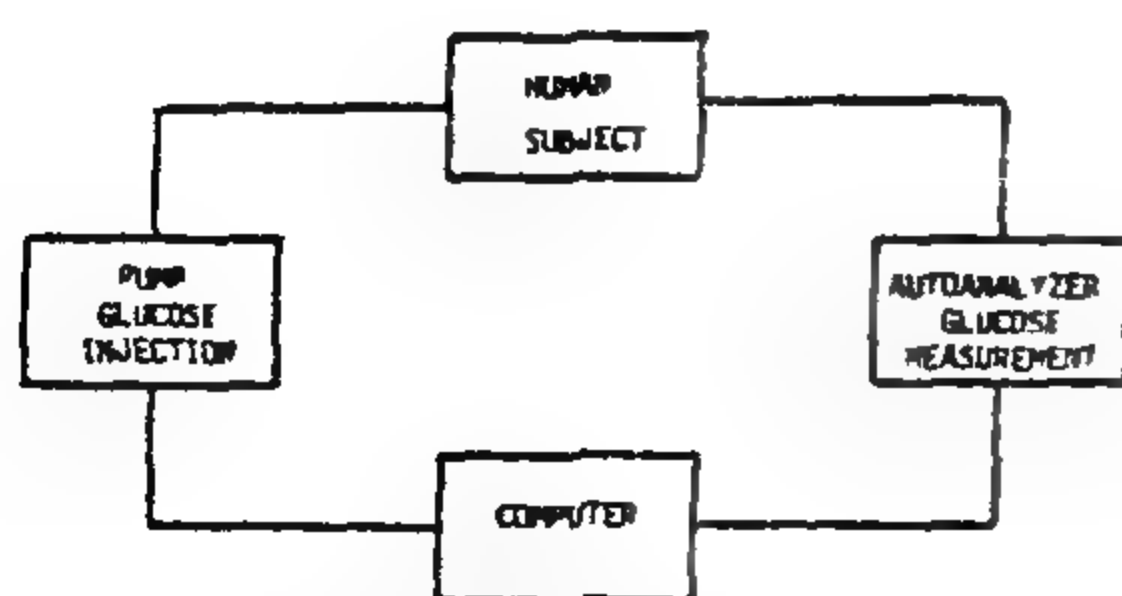 HUMAN
SUBJECT
PUMP
GLUCOSE
INJECTION
AUTOANALYZER
GLUCOSE
MEASUREMENT
COMPUTER